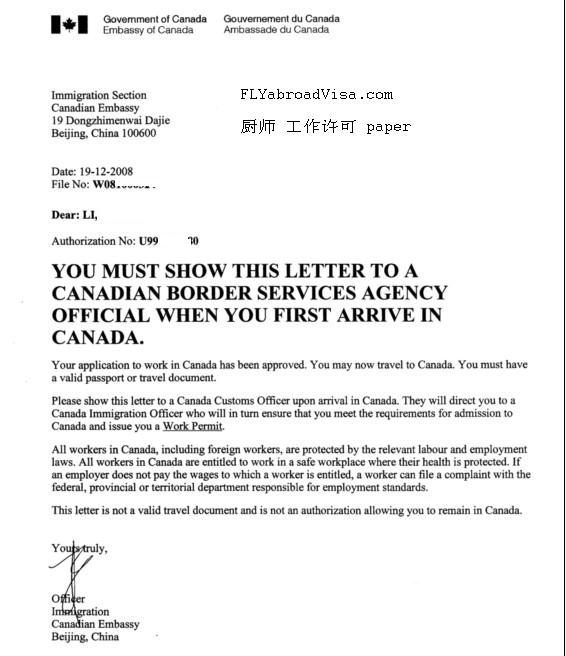 Government of Canada Gouvernement du Canada
Embassy of Canada Ambassade du Canada
Immigration Section
Canadian Embassy
19 Dongzhimenwai Dajie
Beijing, China 100600
FLYabroadVisa.com
厨师 工作许可 paper
Date: 19-12-2008
File No: W08
Dear: LI,
Authorization No: U99 70
YOU MUST SHOW THIS LETTER TO A
CANADIAN BORDER SERVICES AGENCY
OFFICIAL WHEN YOU FIRST ARRIVE IN
CANADA.
Your application to work in Canada has been approved. You may now travel to Canada. You must have
a valid passport or travel document.
Please show this letter to a Canada Customs Officer upon arrival in Canada. They will direct you to a
Canada Immigration Officer who will in turn ensure that you meet the requirements for admission to
Canada and issue you a Work Permit.
All workers in Canada, including foreign workers, are protected by the relevant labour and employment
laws. All workers in Canada are entitled to work in a safe workplace where their health is protected. If
an employer does not pay the wages to which a worker is entitled, a worker can file a complaint with the
federal, provincial or territorial department responsible for employment standards.
This letter is not a valid travel document and is not an authorization allowing you to remain in Canada.
Yours truly,
Officer
Immigration
Canadian Embassy
Beijing, China